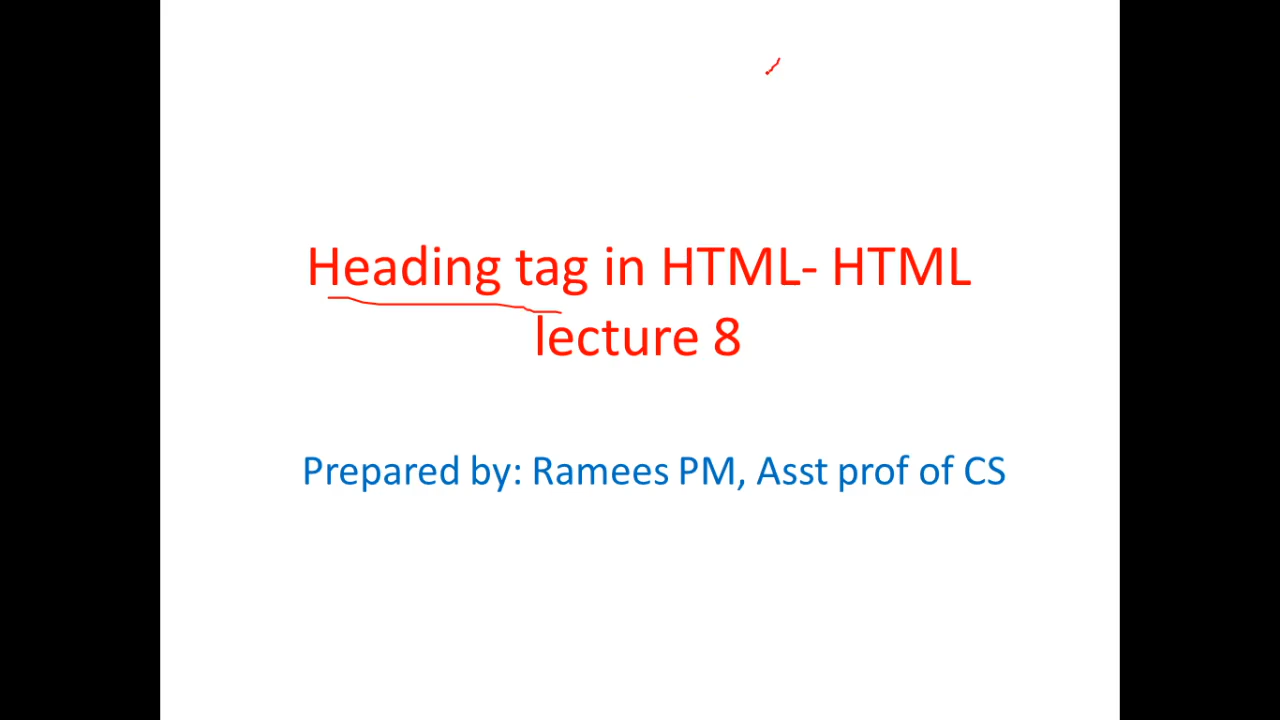 Heading tag in HTML- HTML
lecture 8
Prepared by: Ramees PM, Asst prof of CS